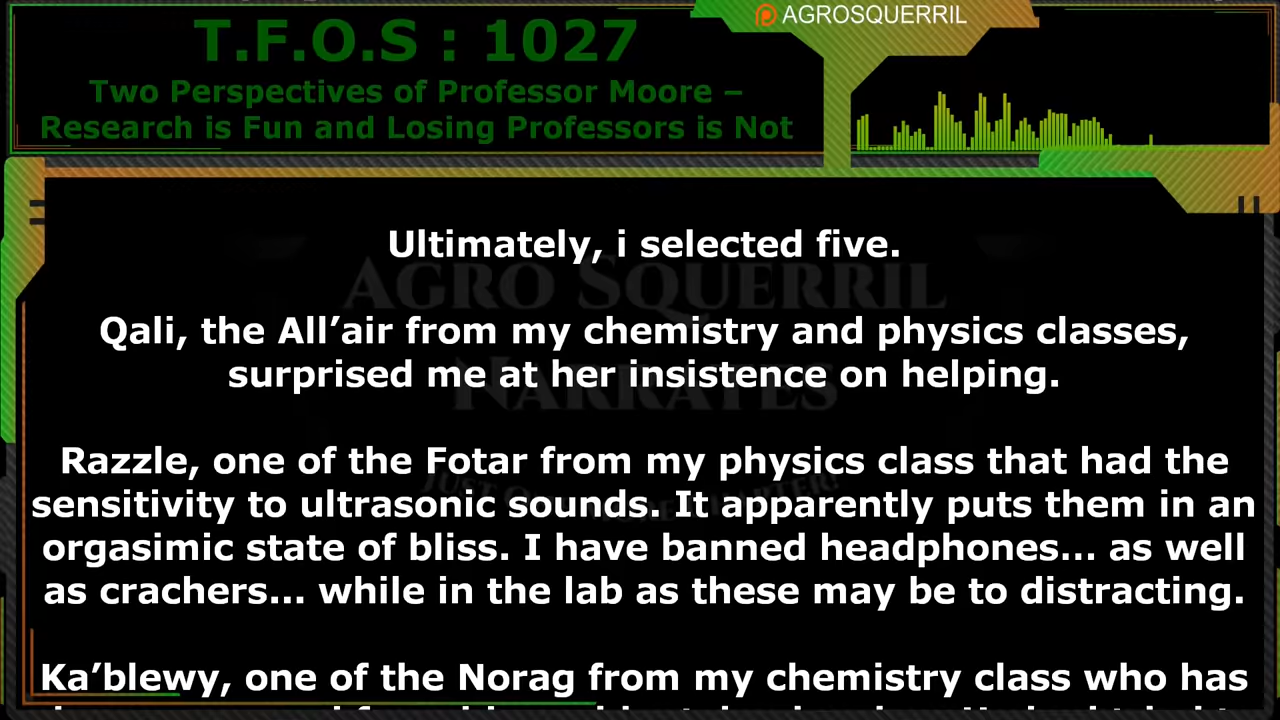 AGROSQUERRIL
T.F.O.S : 1027
Two Perspectives of Professor Moore –
Research is Fun and Losing Professors is Not
Ultimately, i selected five.
AGRO SQUERRIL
Qali, the All’air from my chemistry and physics classes,
surprised me at her insistence on helping.
NARRATES
Razzle, one of the Fotar from my physics class that had the
sensitivity to ultrasonic sounds. It apparently puts them in an
orgasimic state of bliss. I have banned headphones... as well
as crachers... while in the lab as these may be to distracting.
Ka’blewy, one of the Norag from my chemistry class who has